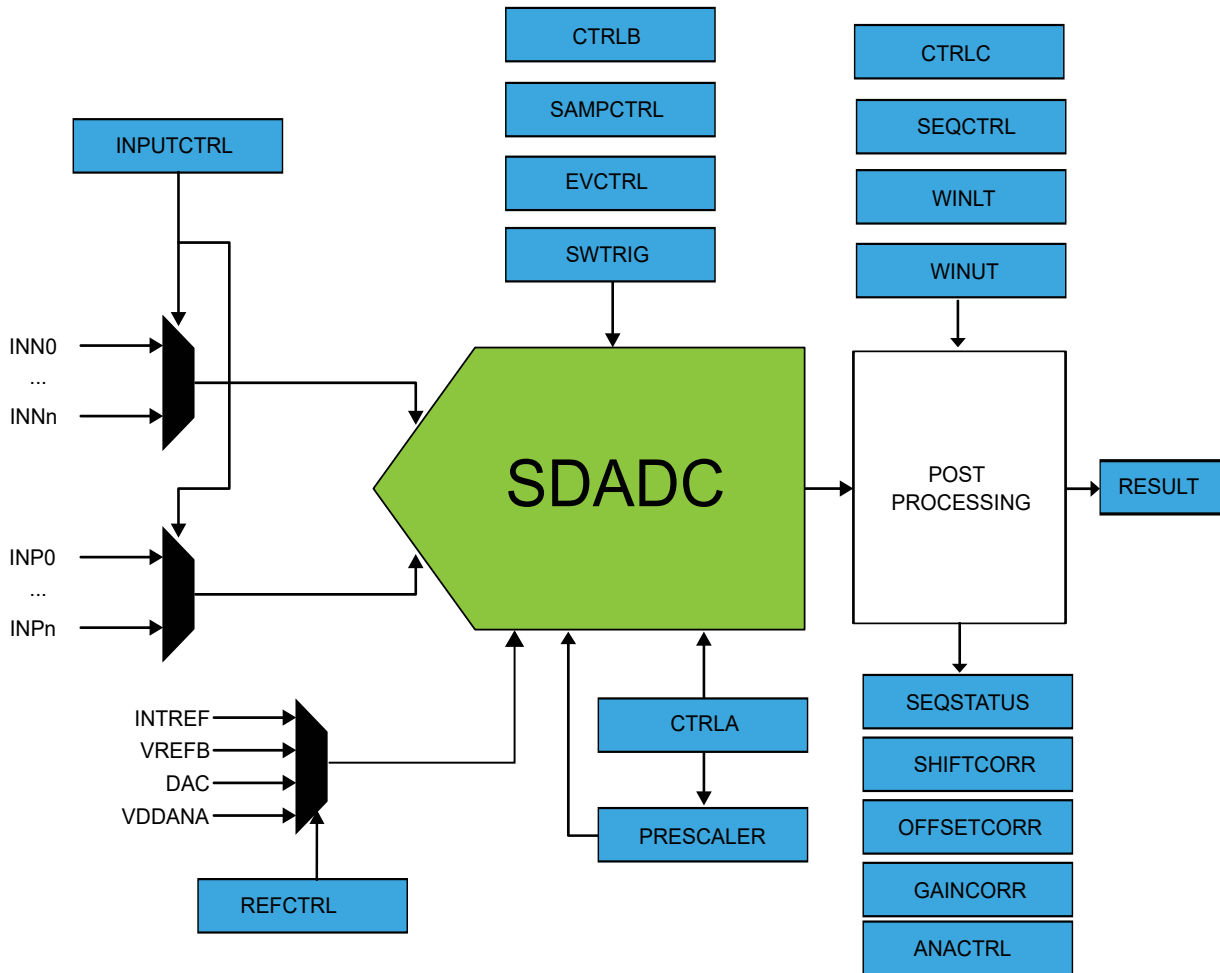 CTRLB
CTRLC
SAMPCTRL
SEQCTRL
INPUTCTRL
EVCTRL
WINLT
SWTRIG
WINUT
INN0
...
INNn
SDADC
POST
PROCESSING
RESULT
INP0
...
INPn
INTREF
VREFB
DAC
VDDANA
CTRLA
SEQSTATUS
SHIFTCORR
PRESCALER
OFFSETCORR
REFCTRL
GAINCORR
ANACTRL